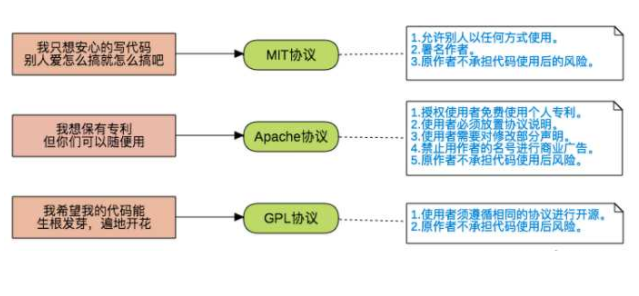 我只想安心的写代码
别人爱怎么搞就怎么搞吧
MIT协议
1.允许别人以任何方式使用。
2.署名作者。
3.原作者不承担代码使用后的风险。
我想保有专利
但你们可以随便用
Apache协议
1.授权使用者免费使用个人专利。
2.使用者必须放置协议说明。
3.使用者需要对修改部分声明。
4.禁止用作者的名号进行商业广告。
5.原作者不承担代码使用后风险。
我希望我的代码能
生根发芽，遍地开花
GPL协议
1.使用者须遵循相同的协议进行开源。
2.原作者不承担代码使用后风险。